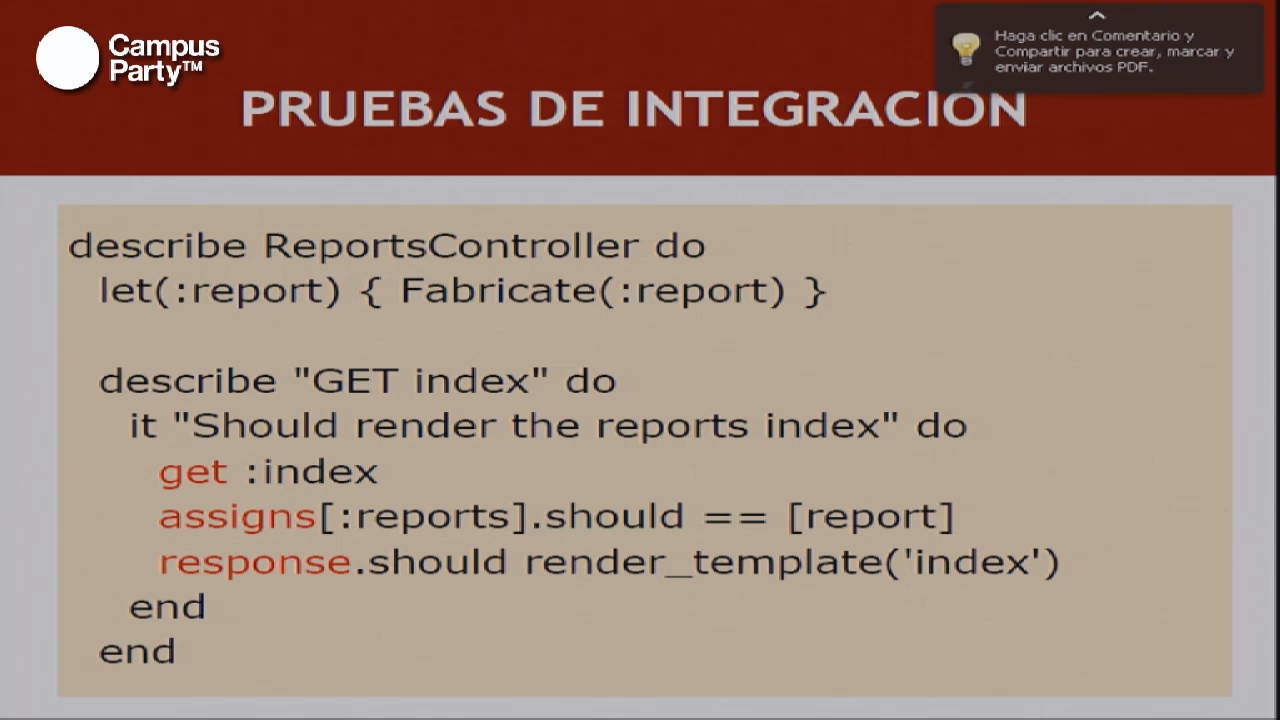 Campus
Party™
Haga clic en Comentario y
Compartir para crear, marcar y
enviar archivos PDF.
PRUEBAS DE INTEGRACIÓN
describe ReportsController do
let(:report) { Fabricate(:report) }
describe "GET index" do
it "Should render the reports index" do
get :index
assigns[:reports].should == [report]
response.should render_template('index')
end
end